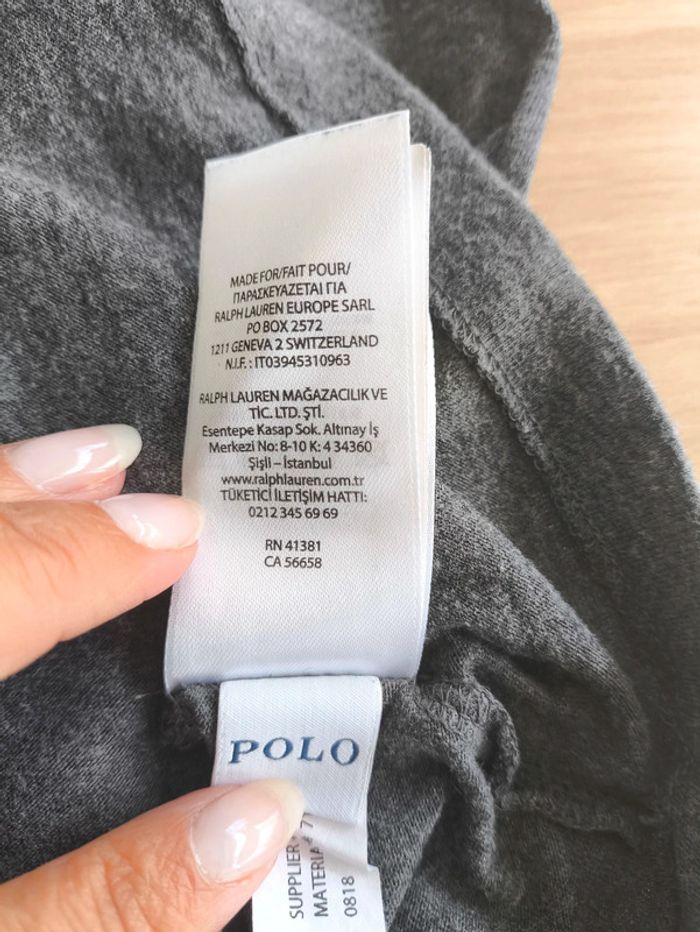 MADE FOR/FAIT POUR/
ΠΑΡΑΣΚΕΥΑΖΕΤΑΙ ΓΙΑ
RALPH LAUREN EUROPE SARL
PO BOX 2572
1211 GENEVA 2 SWITZERLAND
N.I.F. : IT03945310963
RALPH LAUREN MAĞAZACILIK VE
TİC. LTD. ŞTİ.
Esentepe Kasap Sok. Altınay İş
Merkezi No: 8-10 K: 4 34360
Şişli – İstanbul
www.ralphlauren.com.tr
TÜKETİCİ İLETİŞİM HATTI:
0212 345 69 69
RN 41381
CA 56658
POLO
SUPPLIER
0818